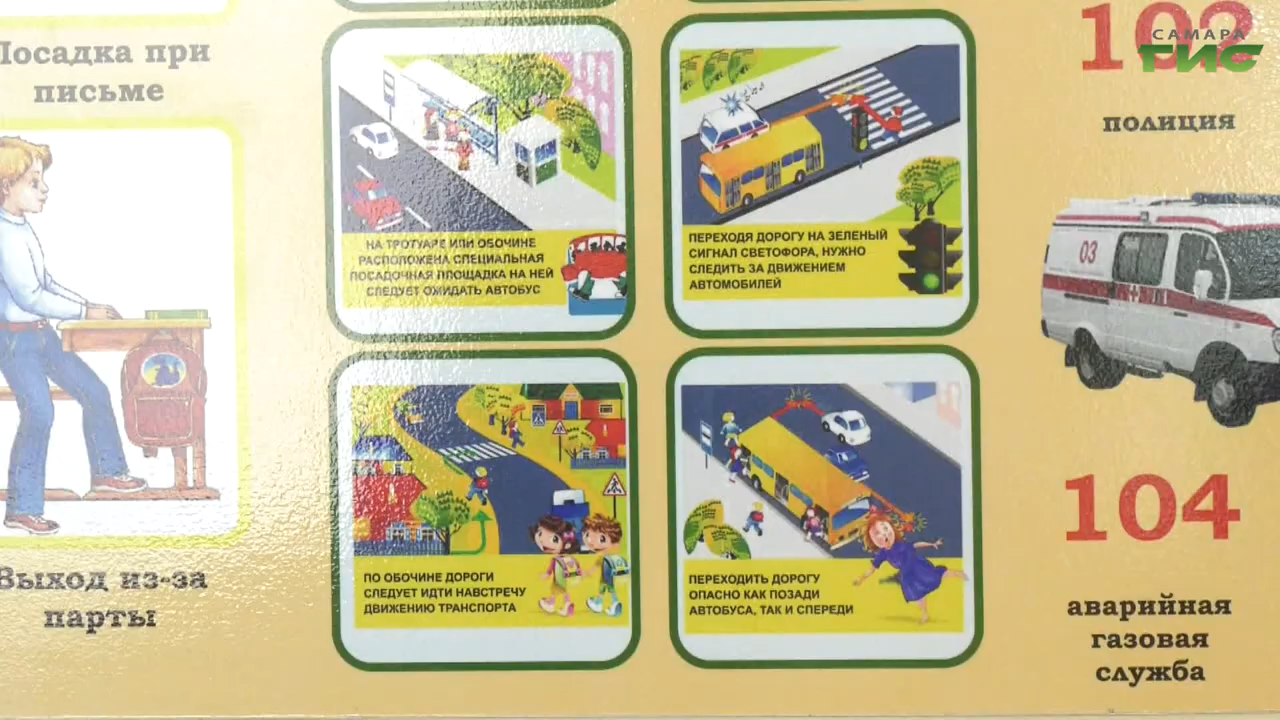 Посадка при
письме
Выход из-за
парты
НА ТРОТУАРЕ ИЛИ ОБОЧИНЕ
РАСПОЛОЖЕНА СПЕЦИАЛЬНАЯ
ПОСАДОЧНАЯ ПЛОЩАДКА НА НЕЙ
СЛЕДУЕТ ОЖИДАТЬ АВТОБУС
ПЕРЕХОДЯ ДОРОГУ НА ЗЕЛЕНЫЙ
СИГНАЛ СВЕТОФОРА, НУЖНО
СЛЕДИТЬ ЗА ДВИЖЕНИЕМ
АВТОМОБИЛЕЙ
ПО ОБОЧИНЕ ДОРОГИ
СЛЕДУЕТ ИДТИ НАВСТРЕЧУ
ДВИЖЕНИЮ ТРАНСПОРТА
ПЕРЕХОДИТЬ ДОРОГУ
ОПАСНО КАК ПОЗАДИ
АВТОБУСА, ТАК И СПЕРЕДИ
102
САМАРА
ГИС
полиция
03
104
аварийная
газовая
служба